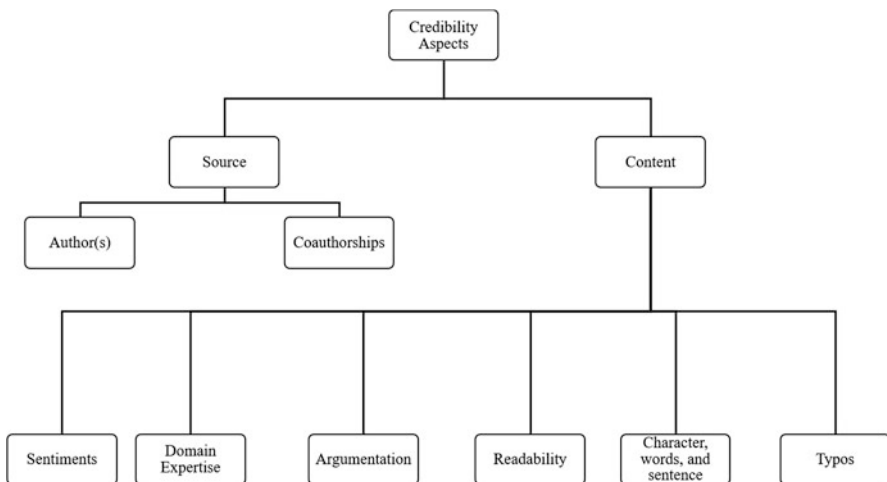 Credibility
Aspects
Source
Content
Author(s)
Coauthorships
Sentiments
Domain
Expertise
Argumentation
Readability
Character,
words, and
sentence
Typos